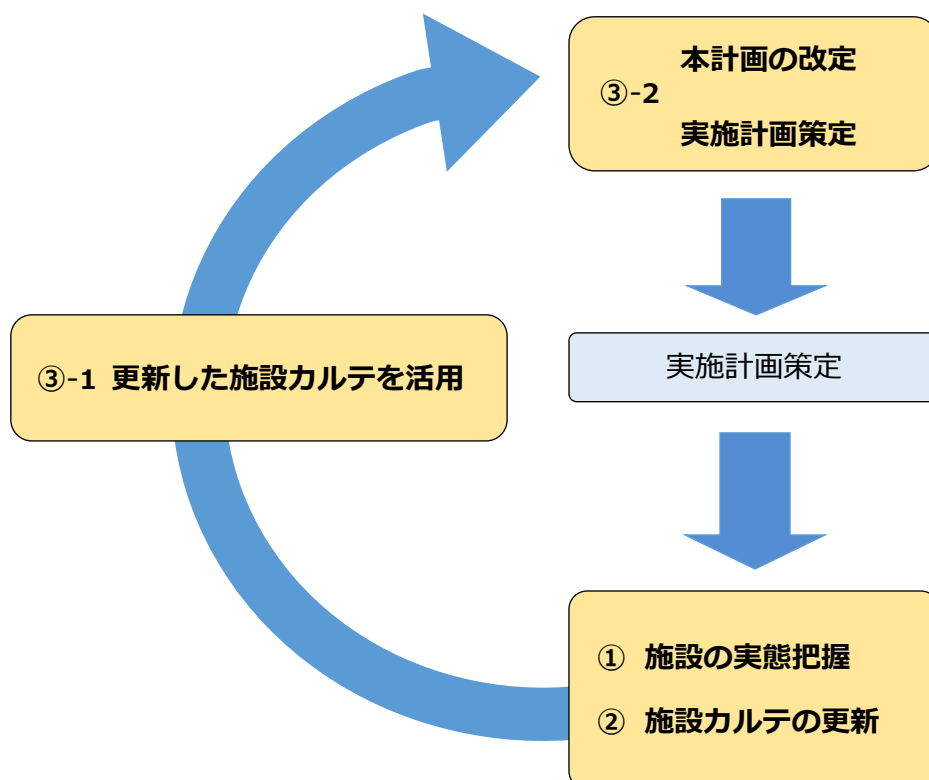 本計画の改定
③-2
実施計画策定
実施計画策定
③-1 更新した施設カルテを活用
① 施設の実態把握
② 施設カルテの更新